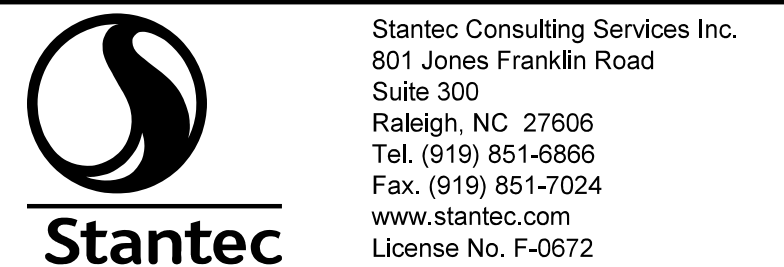 Stantec
Stantec Consulting Services Inc.
801 Jones Franklin Road
Suite 300
Raleigh, NC  27606
Tel. (919) 851-6866
Fax. (919) 851-7024
www.stantec.com
License No. F-0672